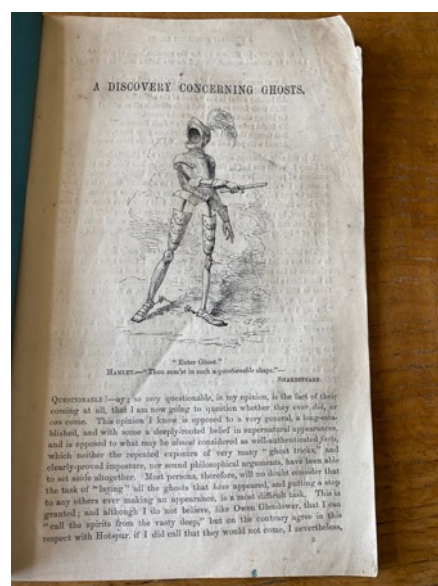 A DISCOVERY CONCERNING GHOSTS.
"Enter Ghost."
HAMLET.—"Thou com'st in such a questionable shape."—
SHAKESPEARE.
QUESTIONABLE!—ay; so very questionable, in my opinion, is the fact of their
coming at all, that I am now going to question whether they ever did, or
can come. This opinion I know is opposed to a very general, a long-esta-
blished, and with some a deeply-rooted belief in supernatural appearances,
and is opposed to what may be almost considered as well-authenticated facts,
which neither the repeated exposure of very many "ghost tricks," and
clearly-proved imposture, nor sound philosophical arguments, have been able
to set aside altogether. Most persons, therefore, will no doubt consider that
the task of "laying" all the ghosts that have appeared, and putting a stop
to any others ever making an appearance, is a most difficult task. This is
granted; and although I do not believe, like Owen Glendower, that I can
"call the spirits from the vasty deep," but on the contrary agree in this
respect with Hotspur, if I did call that they would not come, I nevertheless,